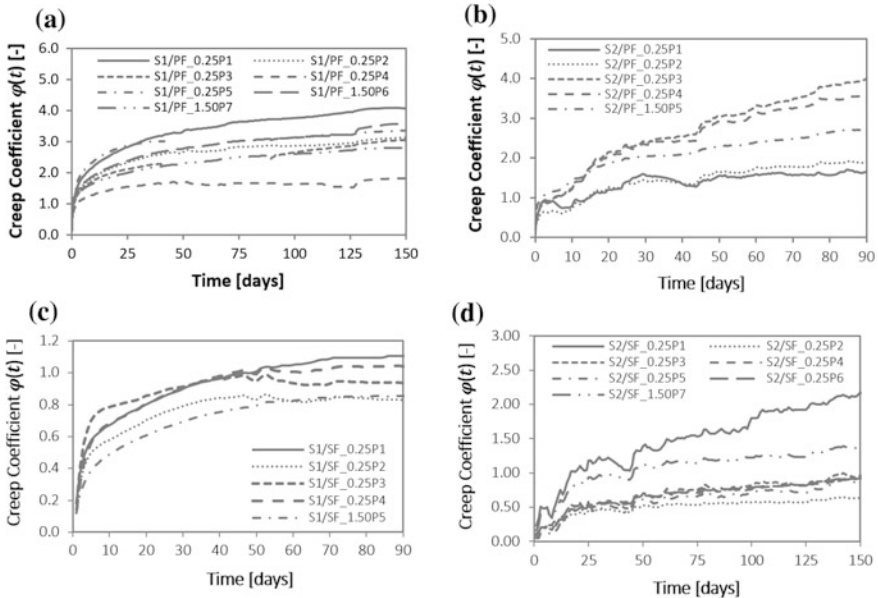 (a)
Creep Coefficient φ(t) [-]
6.0
5.0
4.0
3.0
2.0
1.0
0.0
S1/PF_0.25P1
S1/PF_0.25P2
S1/PF_0.25P3
S1/PF_0.25P4
S1/PF_0.25P5
S1/PF_1.50P6
S1/PF_1.50P7
0 25 50 75 100 125 150
Time [days]
(b)
Creep Coefficient φ(t) [-]
5.0
4.0
3.0
2.0
1.0
0.0
S2/PF_0.25P1
S2/PF_0.25P2
S2/PF_0.25P3
S2/PF_0.25P4
S2/PF_1.50P5
0 10 20 30 40 50 60 70 80 90
Time [days]
(c)
Creep Coefficient φ(t) [-]
1.2
1.0
0.8
0.6
0.4
0.2
0.0
S1/SF_0.25P1
S1/SF_0.25P2
S1/SF_0.25P3
S1/SF_0.25P4
S1/SF_1.50P5
0 10 20 30 40 50 60 70 80 90
Time [days]
(d)
Creep Coefficient φ(t) [-]
3.00
2.50
2.00
1.50
1.00
0.50
0.00
S2/SF_0.25P1
S2/SF_0.25P2
S2/SF_0.25P3
S2/SF_0.25P4
S2/SF_0.25P5
S2/SF_0.25P6
S2/SF_1.50P7
0 25 50 75 100 125 150
Time [days]